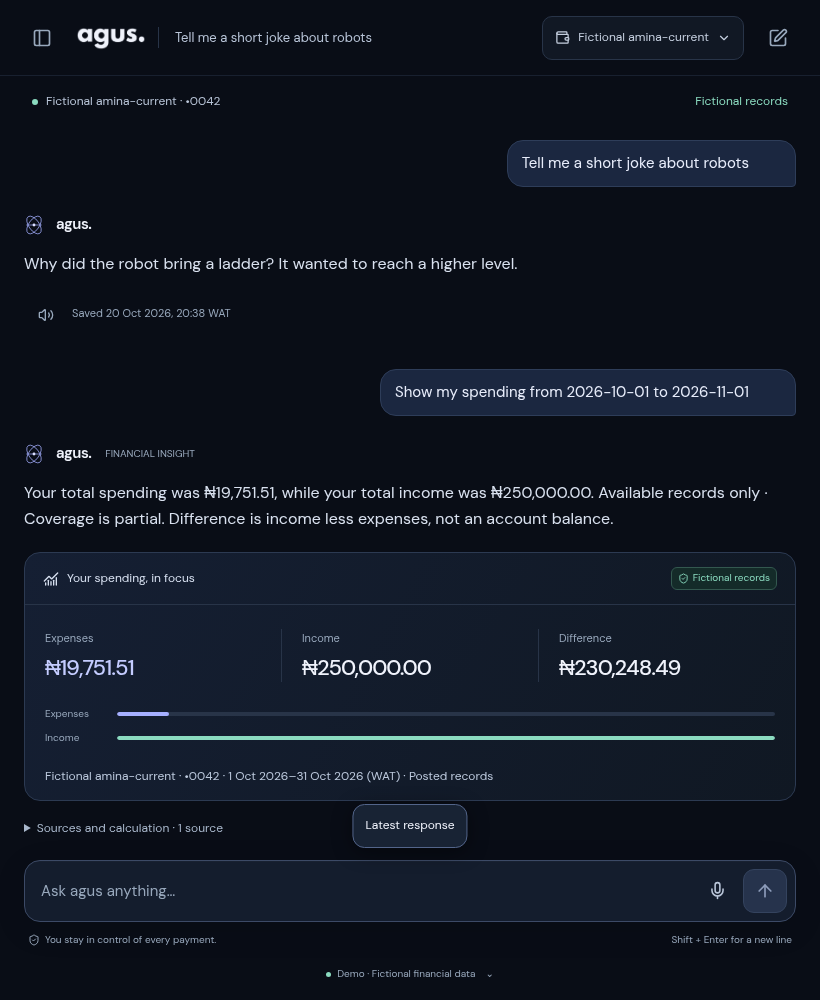 agus.
Tell me a short joke about robots
Fictional amina-current
Fictional amina-current · •0042
Fictional records
Tell me a short joke about robots
agus.
Why did the robot bring a ladder? It wanted to reach a higher level.
Saved 20 Oct 2026, 20:38 WAT
Show my spending from 2026-10-01 to 2026-11-01
agus. FINANCIAL INSIGHT
Your total spending was ₦19,751.51, while your total income was ₦250,000.00. Available records only ·
Coverage is partial. Difference is income less expenses, not an account balance.
Your spending, in focus
Fictional records
Expenses
₦19,751.51
Income
₦250,000.00
Difference
₦230,248.49
Expenses
Income
Fictional amina-current · •0042 · 1 Oct 2026–31 Oct 2026 (WAT) · Posted records
Sources and calculation · 1 source
Latest response
Ask agus anything...
You stay in control of every payment.
Shift + Enter for a new line
Demo · Fictional financial data